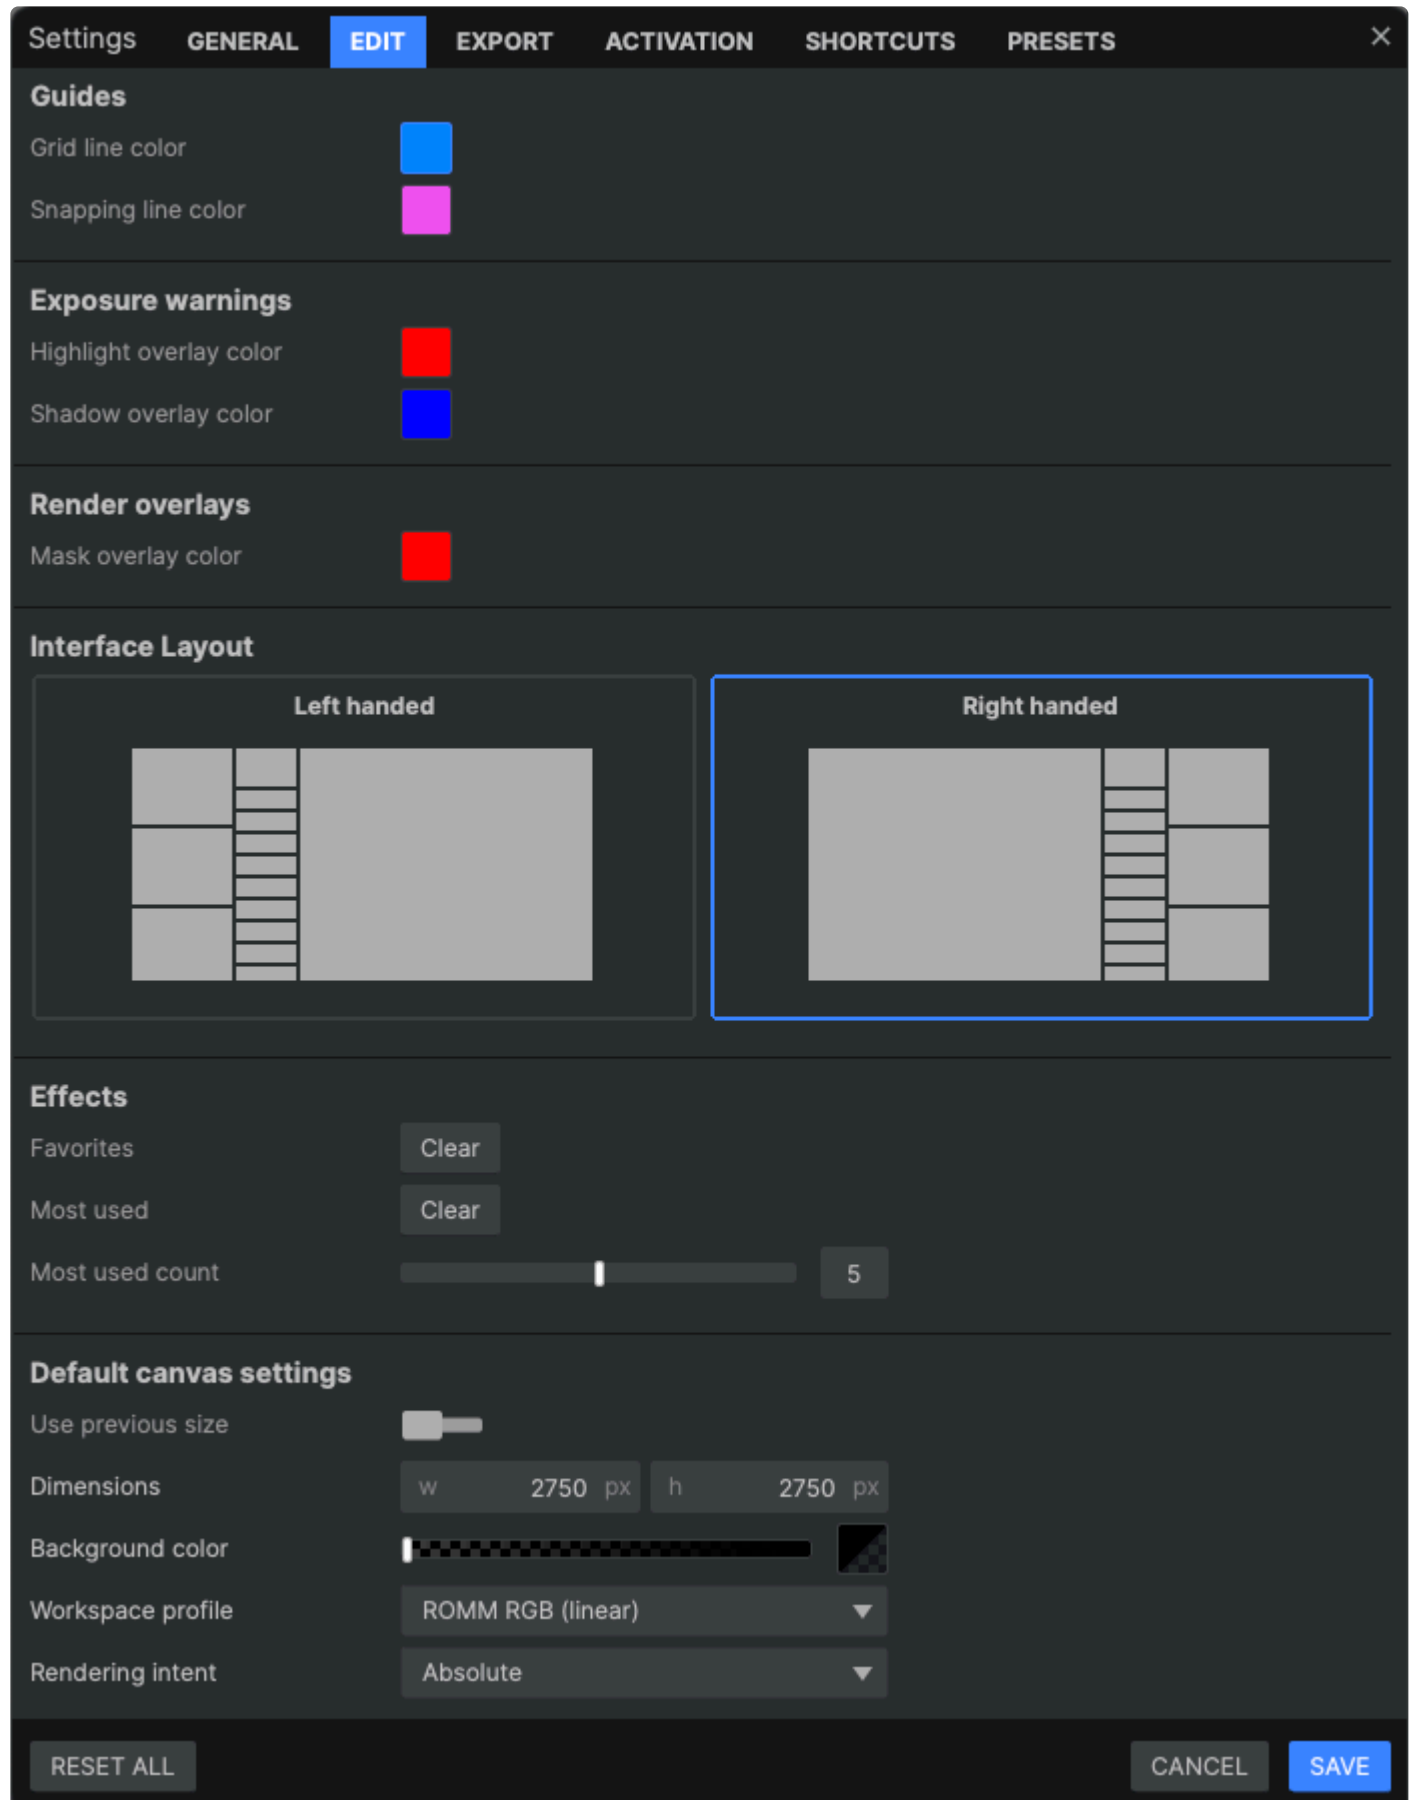 Settings GENERAL EDIT EXPORT ACTIVATION SHORTCUTS PRESETS
Guides
Grid line color
Snapping line color
Exposure warnings
Highlight overlay color
Shadow overlay color
Render overlays
Mask overlay color
Interface Layout
Left handed Right handed
Effects
Favorites Clear
Most used Clear
Most used count 5
Default canvas settings
Use previous size
Dimensions w 2750 px h 2750 px
Background color
Workspace profile ROMM RGB (linear)
Rendering intent Absolute
RESET ALL CANCEL SAVE